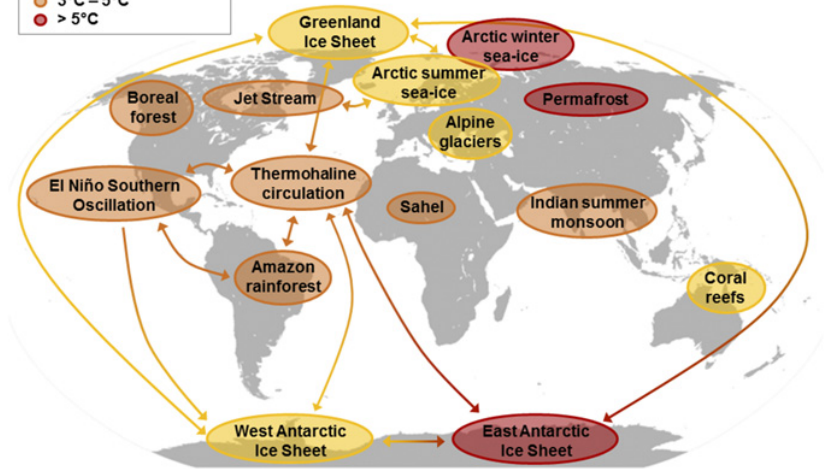 3°C – 5°C
> 5°C
Greenland
Ice Sheet
Arctic winter
sea-ice
Arctic summer
sea-ice
Boreal
forest
Jet Stream
Permafrost
Alpine
glaciers
El Niño Southern
Oscillation
Thermohaline
circulation
Sahel
Indian summer
monsoon
Amazon
rainforest
Coral
reefs
West Antarctic
Ice Sheet
East Antarctic
Ice Sheet